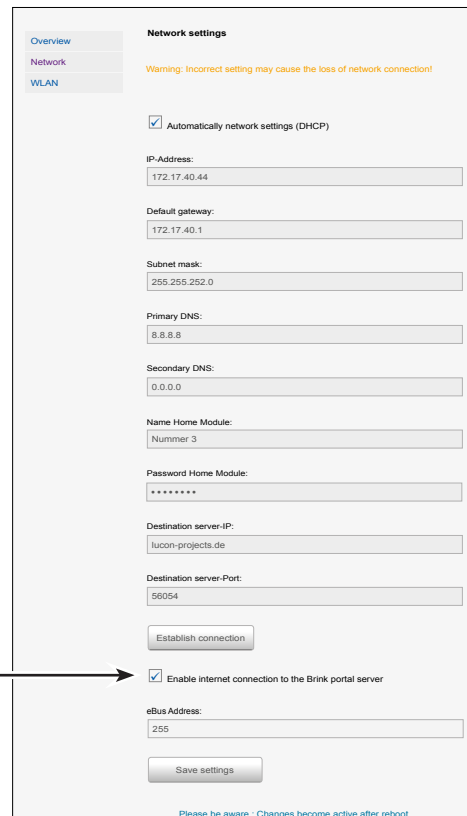 Overview
Network
WLAN
Network settings
Warning: Incorrect setting may cause the loss of network connection!
Automatically network settings (DHCP)
IP-Address:
172.17.40.44
Default gateway:
172.17.40.1
Subnet mask:
255.255.252.0
Primary DNS:
8.8.8.8
Secondary DNS:
0.0.0.0
Name Home Module:
Nummer 3
Password Home Module:
••••••••
Destination server-IP:
lucon-projects.de
Destination server-Port:
56054
Establish connection
Enable internet connection to the Brink portal server
eBus Address:
255
Save settings
Please be aware : Changes become active after reboot